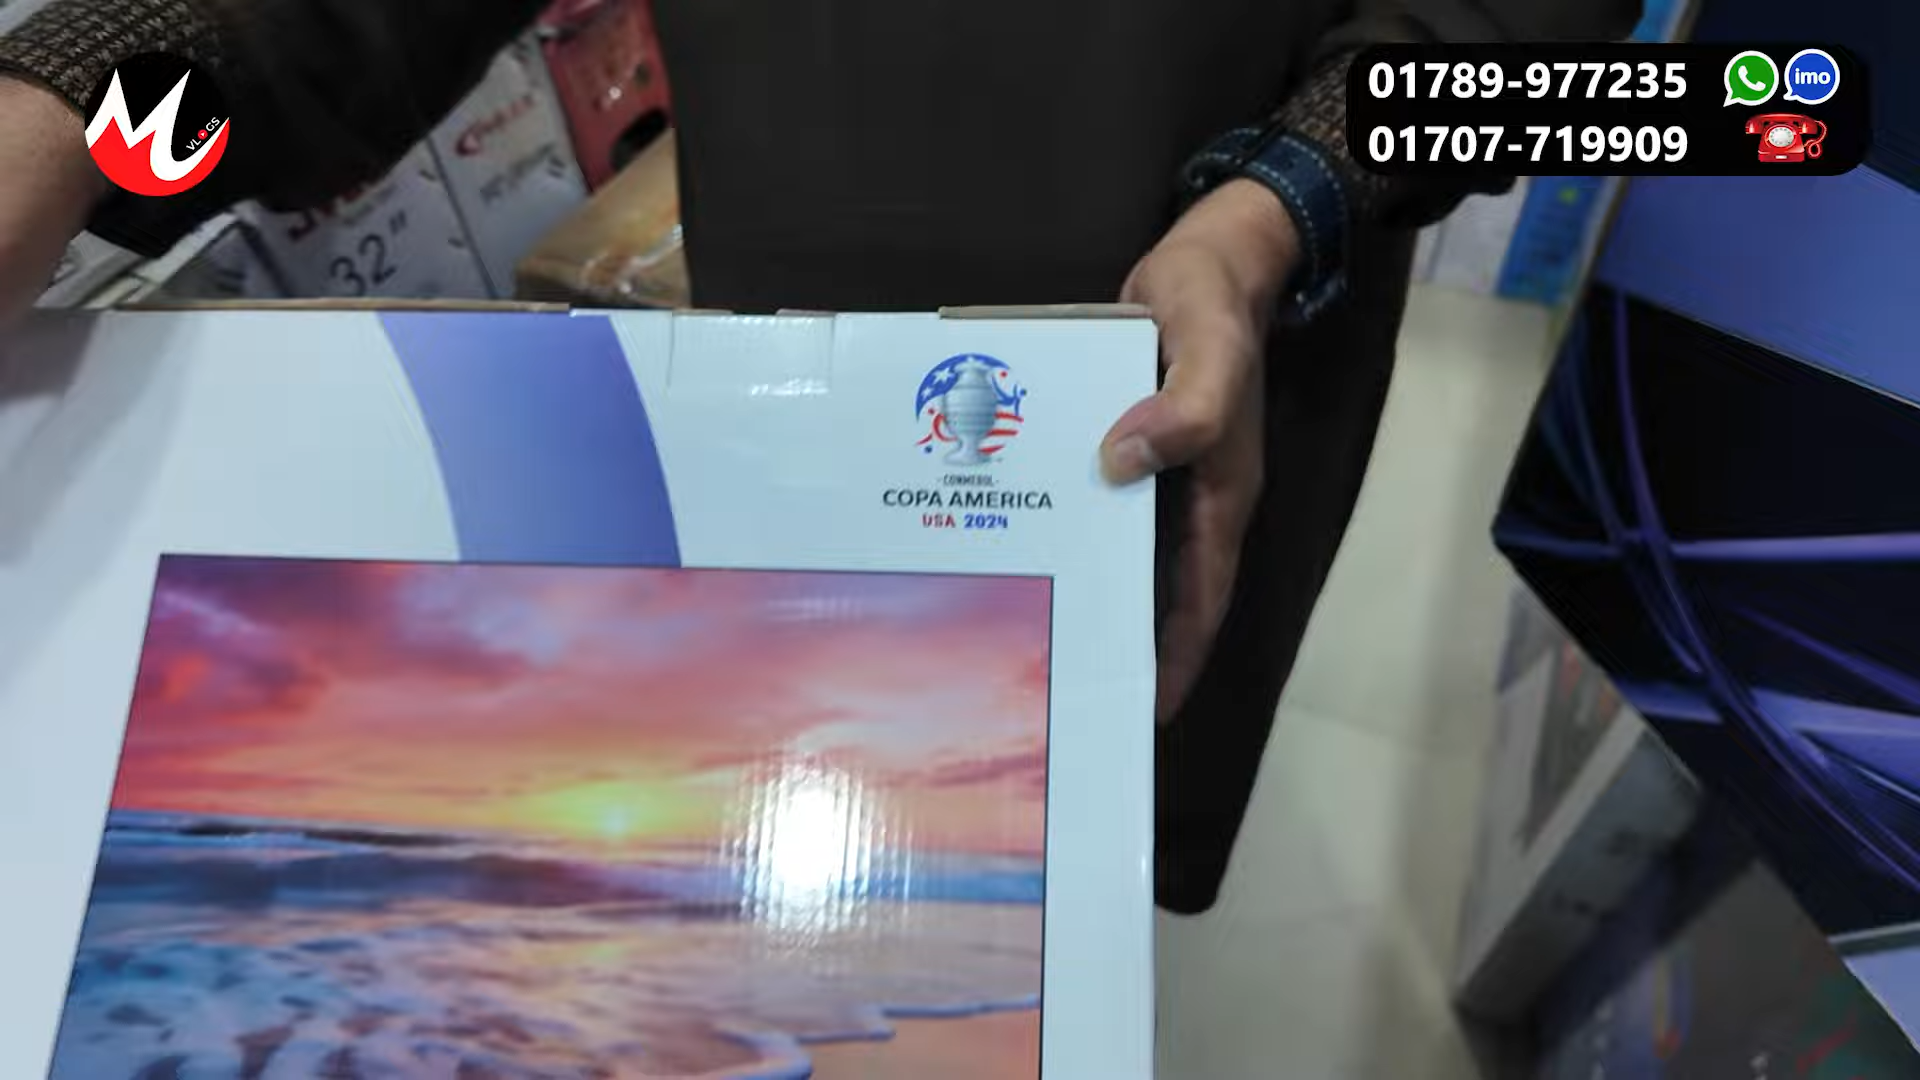 VLOGS
01789-977235
imo
01707-719909
32"
CONMEBOL
COPA AMERICA
USA 2024